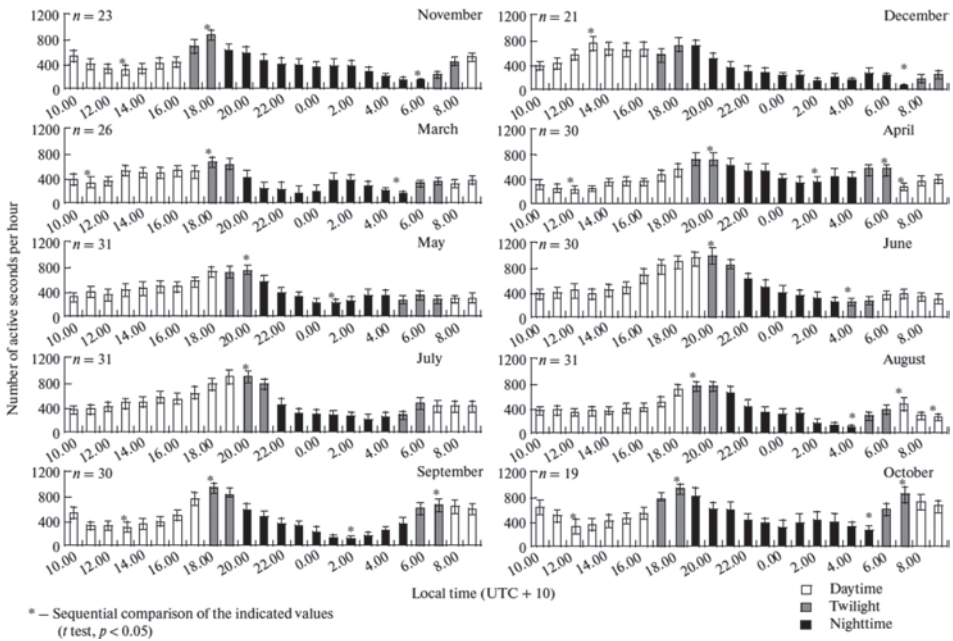 Number of active seconds per hour
n = 23 November
1200
800
400
0
10.00 12.00 14.00 16.00 18.00 20.00 22.00 0.00 2.00 4.00 6.00 8.00
n = 21 December
1200
800
400
0
10.00 12.00 14.00 16.00 18.00 20.00 22.00 0.00 2.00 4.00 6.00 8.00
n = 26 March
1200
800
400
0
10.00 12.00 14.00 16.00 18.00 20.00 22.00 0.00 2.00 4.00 6.00 8.00
n = 30 April
1200
800
400
0
10.00 12.00 14.00 16.00 18.00 20.00 22.00 0.00 2.00 4.00 6.00 8.00
n = 31 May
1200
800
400
0
10.00 12.00 14.00 16.00 18.00 20.00 22.00 0.00 2.00 4.00 6.00 8.00
n = 30 June
1200
800
400
0
10.00 12.00 14.00 16.00 18.00 20.00 22.00 0.00 2.00 4.00 6.00 8.00
n = 31 July
1200
800
400
0
10.00 12.00 14.00 16.00 18.00 20.00 22.00 0.00 2.00 4.00 6.00 8.00
n = 31 August
1200
800
400
0
10.00 12.00 14.00 16.00 18.00 20.00 22.00 0.00 2.00 4.00 6.00 8.00
n = 30 September
1200
800
400
0
10.00 12.00 14.00 16.00 18.00 20.00 22.00 0.00 2.00 4.00 6.00 8.00
n = 19 October
1200
800
400
0
10.00 12.00 14.00 16.00 18.00 20.00 22.00 0.00 2.00 4.00 6.00 8.00
Local time (UTC + 10)
* – Sequential comparison of the indicated values
(t test, p < 0.05)
Daytime
Twilight
Nighttime